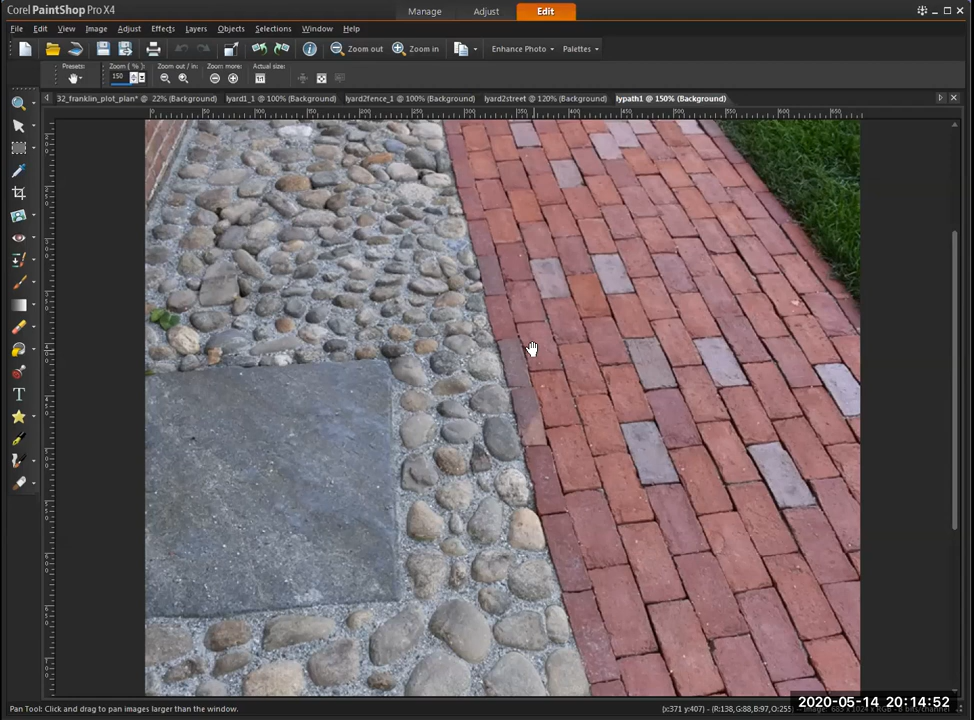 Corel PaintShop Pro X4
Manage Adjust Edit
File Edit View Image Adjust Effects Layers Objects Selections Window Help
Zoom out Zoom in Enhance Photo Palettes
Presets: Zoom ( % ) Zoom out / in: Zoom more: Actual size:
150
32_franklin_plot_plan* @ 22% (Background) lyard1_1 @ 100% (Background) lyard2fence_1 @ 100% (Background) lyard2street @ 120% (Background) lypath1 @ 150% (Background)
2020-05-14 20:14:52
Pan Tool: Click and drag to pan images larger than the window. (x:371 y:407) - (R:138, G:88, B:97, O:255)